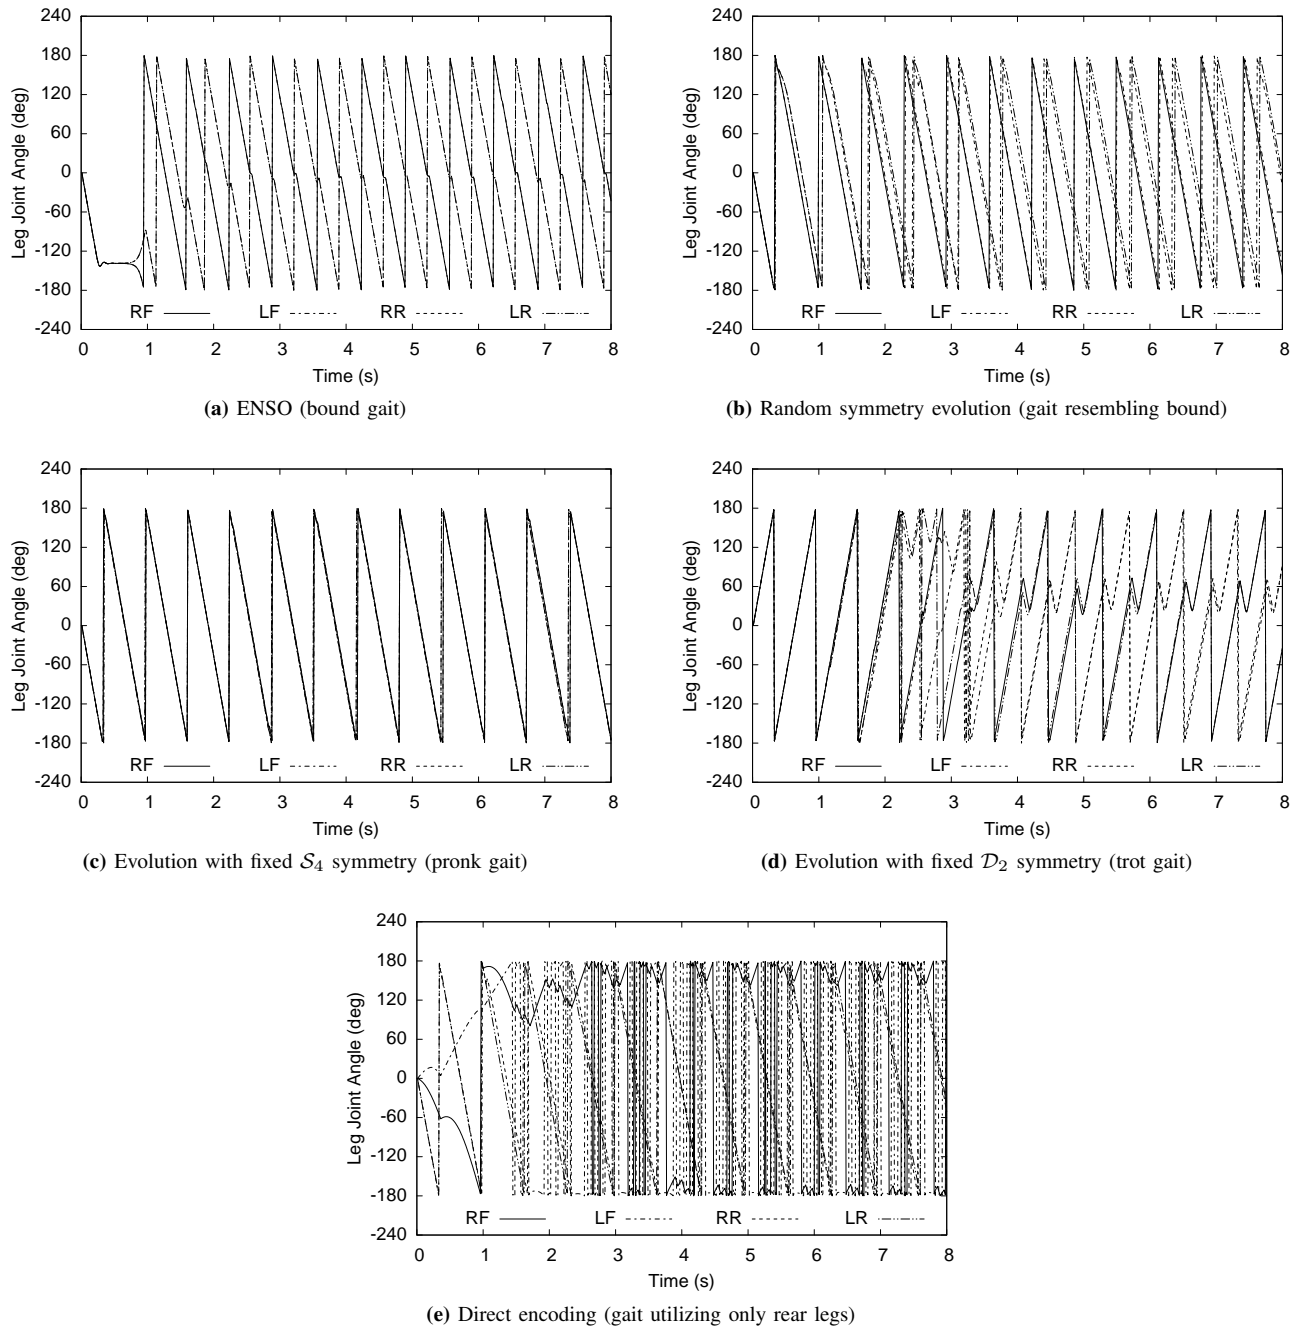 240
180
120
60
0
-60
-120
-180
-240
Leg Joint Angle (deg)
RF LF RR LR
0 1 2 3 4 5 6 7 8
Time (s)
(a) ENSO (bound gait)
240
180
120
60
0
-60
-120
-180
-240
Leg Joint Angle (deg)
RF LF RR LR
0 1 2 3 4 5 6 7 8
Time (s)
(b) Random symmetry evolution (gait resembling bound)
240
180
120
60
0
-60
-120
-180
-240
Leg Joint Angle (deg)
RF LF RR LR
0 1 2 3 4 5 6 7 8
Time (s)
(c) Evolution with fixed S₄ symmetry (pronk gait)
240
180
120
60
0
-60
-120
-180
-240
Leg Joint Angle (deg)
RF LF RR LR
0 1 2 3 4 5 6 7 8
Time (s)
(d) Evolution with fixed D₂ symmetry (trot gait)
240
180
120
60
0
-60
-120
-180
-240
Leg Joint Angle (deg)
RF LF RR LR
0 1 2 3 4 5 6 7 8
Time (s)
(e) Direct encoding (gait utilizing only rear legs)